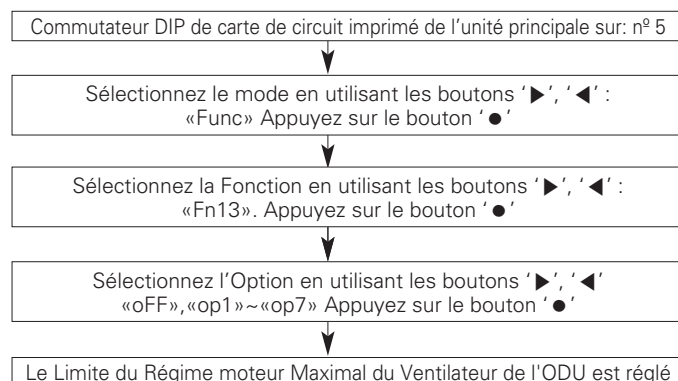 Commutateur DIP de carte de circuit imprimé de l'unité principale sur: nº 5
Sélectionnez le mode en utilisant les boutons ‘▶’, ‘◀’ :
«Func» Appuyez sur le bouton ‘●’
Sélectionnez la Fonction en utilisant les boutons ‘▶’, ‘◀’ :
«Fn13». Appuyez sur le bouton ‘●’
Sélectionnez l'Option en utilisant les boutons ‘▶’, ‘◀’
«oFF»,«op1»~«op7» Appuyez sur le bouton ‘●’
Le Limite du Régime moteur Maximal du Ventilateur de l'ODU est réglé